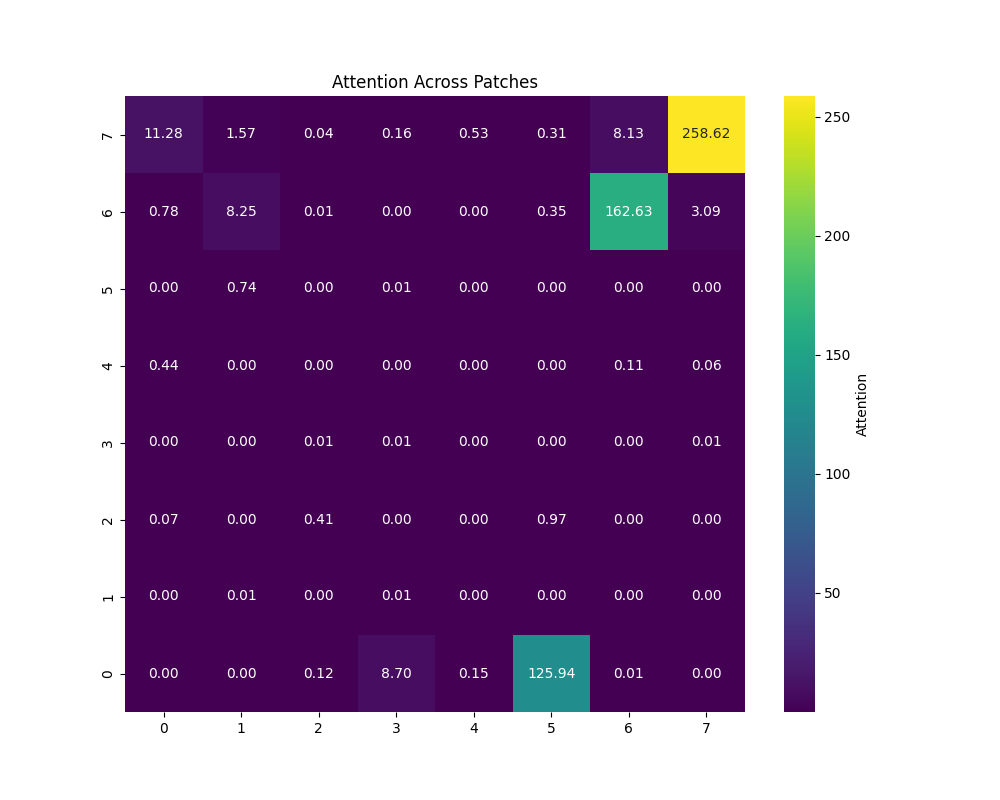 Attention Across Patches
7 11.28 1.57 0.04 0.16 0.53 0.31 8.13 258.62
6 0.78 8.25 0.01 0.00 0.00 0.35 162.63 3.09
5 0.00 0.74 0.00 0.01 0.00 0.00 0.00 0.00
4 0.44 0.00 0.00 0.00 0.00 0.00 0.11 0.06
3 0.00 0.00 0.01 0.01 0.00 0.00 0.00 0.01
2 0.07 0.00 0.41 0.00 0.00 0.97 0.00 0.00
1 0.00 0.01 0.00 0.01 0.00 0.00 0.00 0.00
0 0.00 0.00 0.12 8.70 0.15 125.94 0.01 0.00
0 1 2 3 4 5 6 7
250
200
150
100
50
Attention